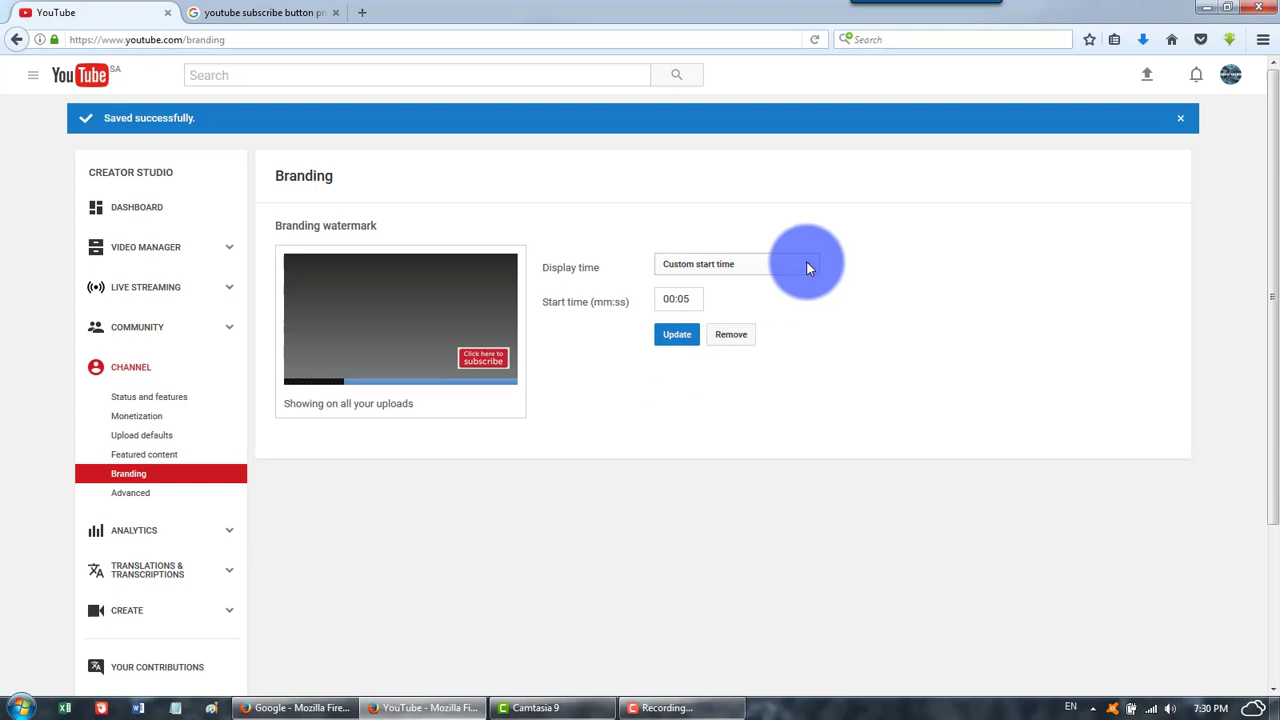 YouTube
youtube subscribe button pr
https://www.youtube.com/branding
Search
YouTube SA
Search
Saved successfully.
CREATOR STUDIO
DASHBOARD
VIDEO MANAGER
LIVE STREAMING
COMMUNITY
CHANNEL
Status and features
Monetization
Upload defaults
Featured content
Branding
Advanced
ANALYTICS
TRANSLATIONS &
TRANSCRIPTIONS
CREATE
YOUR CONTRIBUTIONS
Branding
Branding watermark
Click here to
subscribe
Showing on all your uploads
Display time
Custom start time
Start time (mm:ss)
00:05
Update
Remove
Google - Mozilla Fire...
YouTube - Mozilla Fi...
Camtasia 9
Recording...
EN
7:30 PM